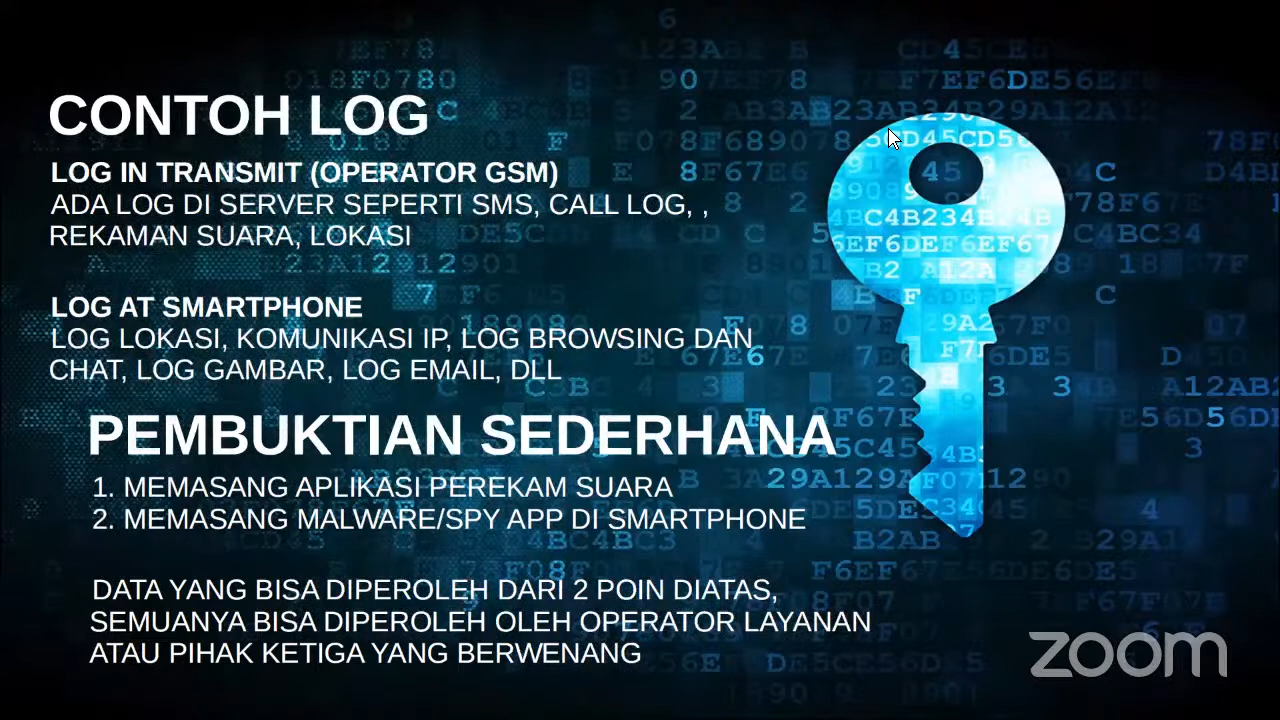 CONTOH LOG
LOG IN TRANSMIT (OPERATOR GSM)
ADA LOG DI SERVER SEPERTI SMS, CALL LOG, ,
REKAMAN SUARA, LOKASI
LOG AT SMARTPHONE
LOG LOKASI, KOMUNIKASI IP, LOG BROWSING DAN
CHAT, LOG GAMBAR, LOG EMAIL, DLL
PEMBUKTIAN SEDERHANA
1. MEMASANG APLIKASI PEREKAM SUARA
2. MEMASANG MALWARE/SPY APP DI SMARTPHONE
DATA YANG BISA DIPEROLEH DARI 2 POIN DIATAS,
SEMUANYA BISA DIPEROLEH OLEH OPERATOR LAYANAN
ATAU PIHAK KETIGA YANG BERWENANG
zoom